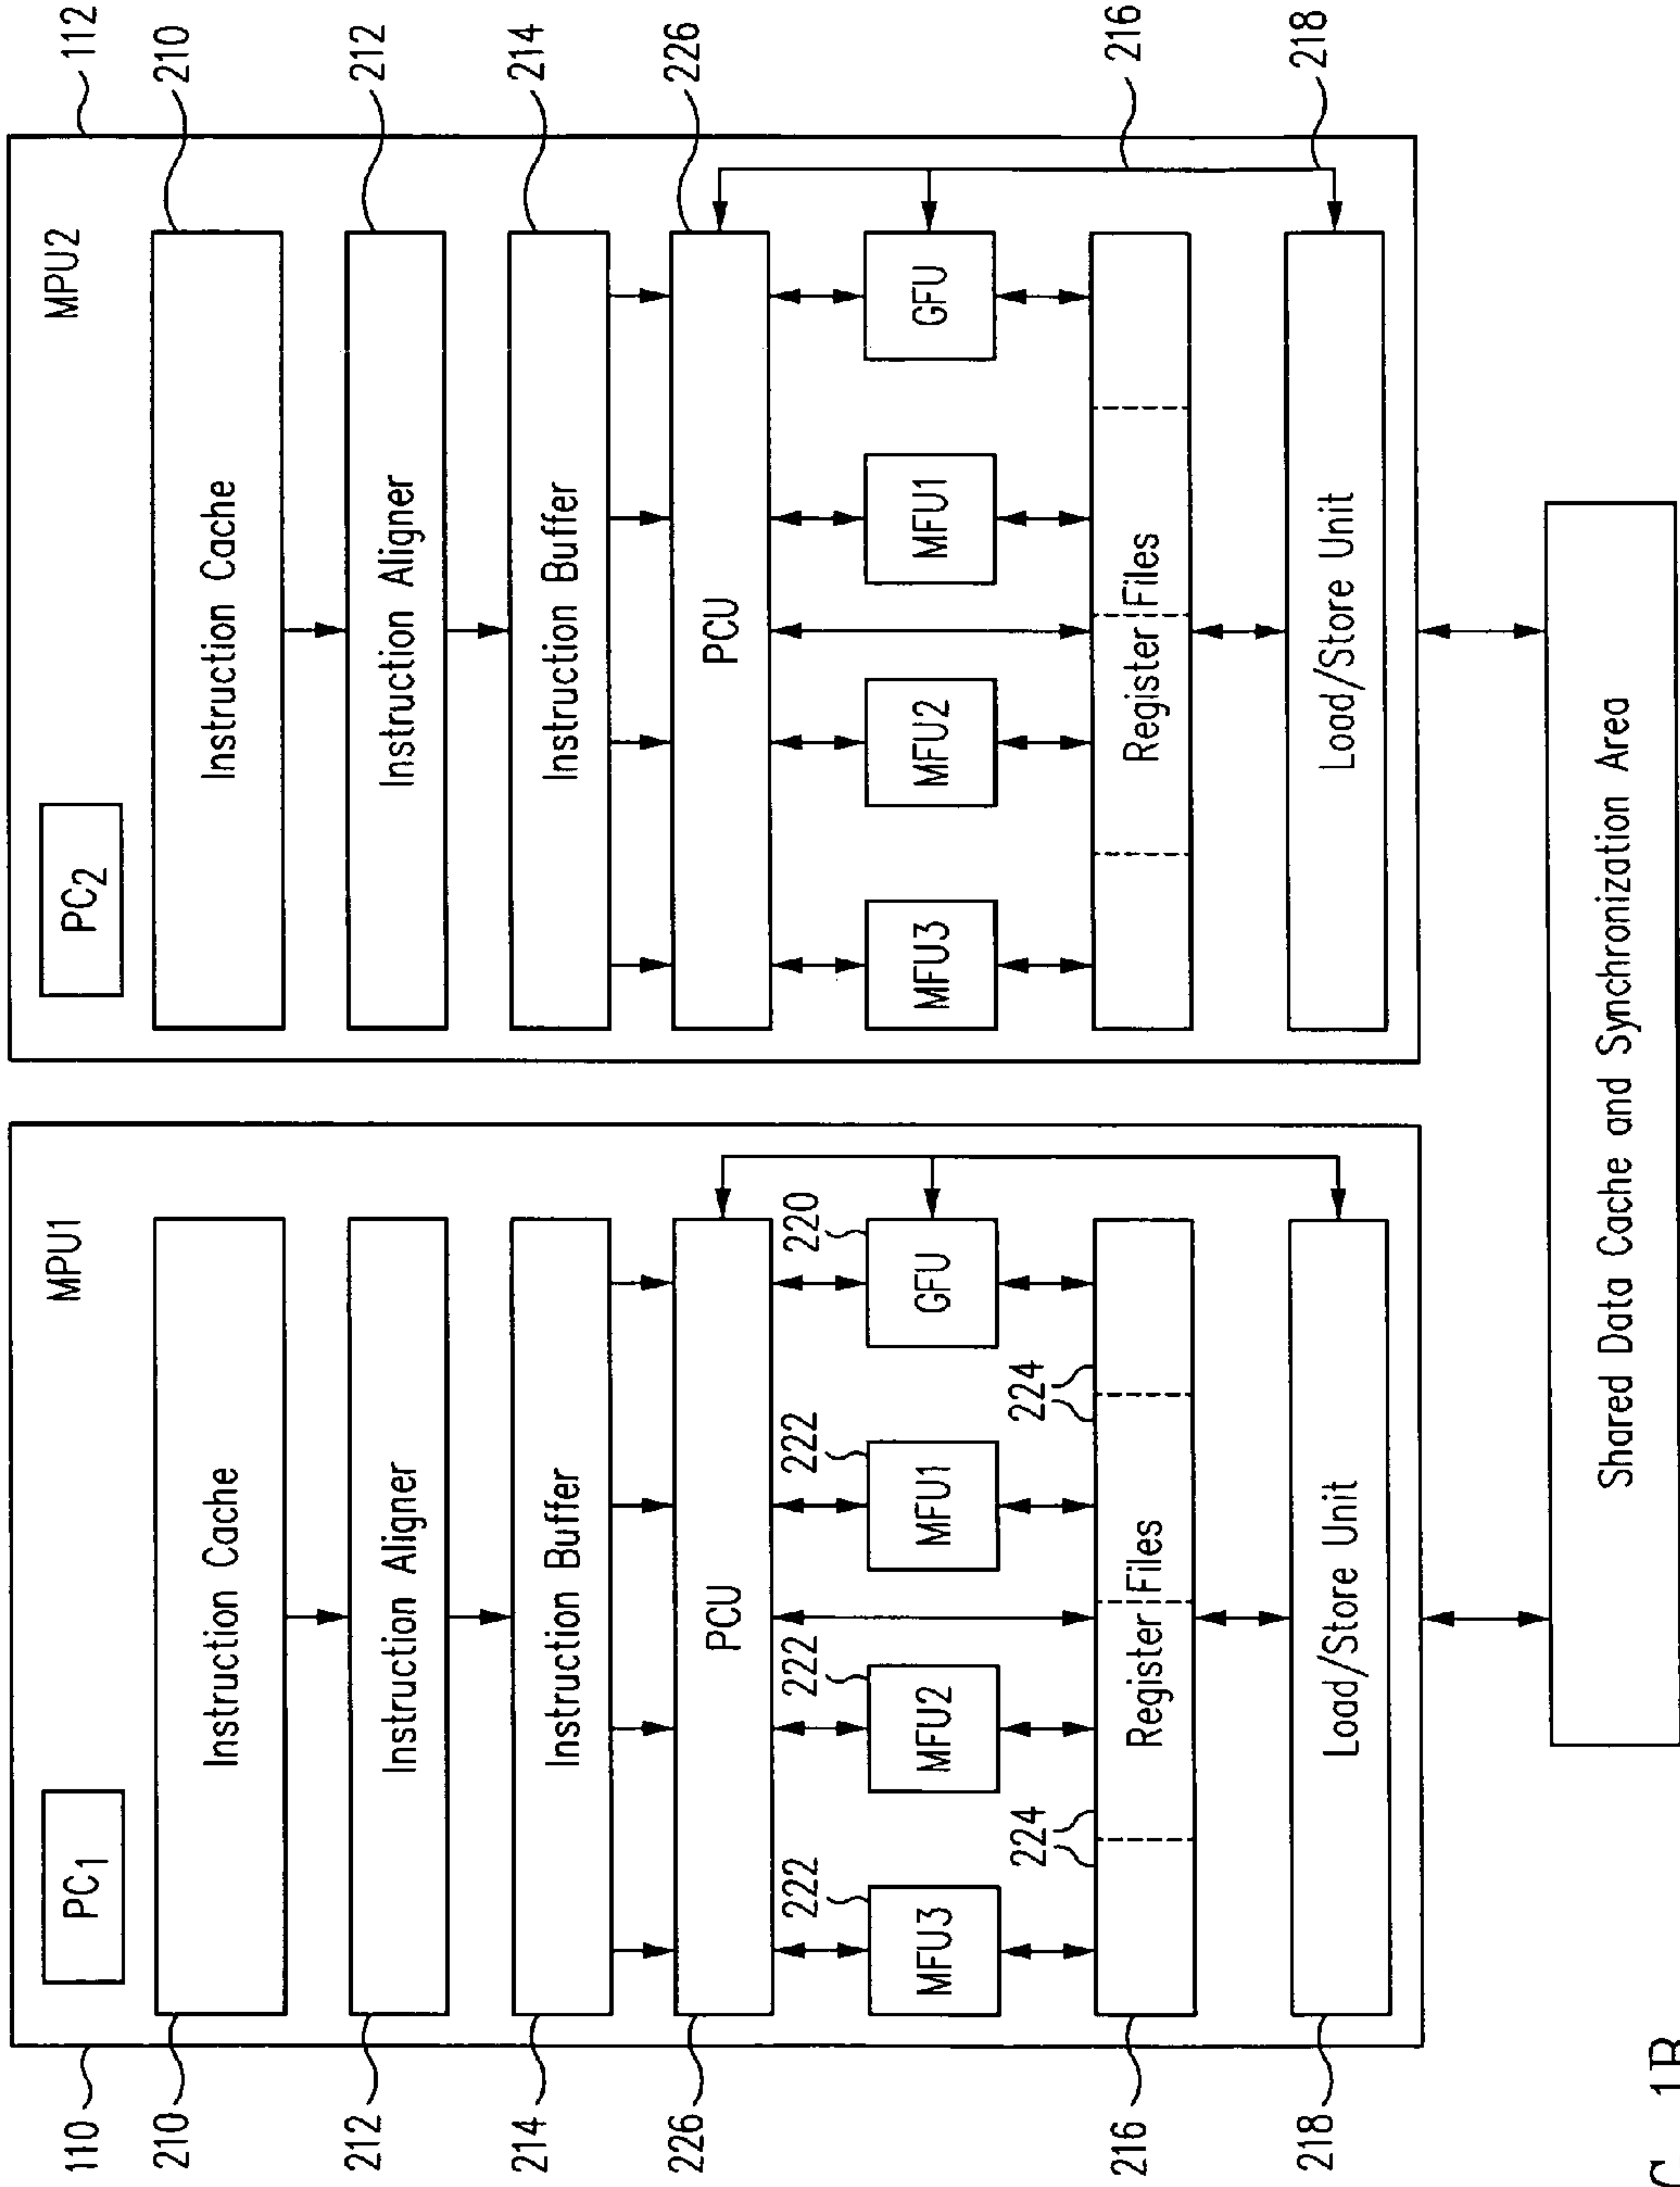 110
MPU1
PC1
210
Instruction Cache
212
Instruction Aligner
214
Instruction Buffer
226
PCU
222
222
222
220
MFU3
MFU2
MFU1
GFU
224
224
216
Register Files
218
Load/Store Unit
112
MPU2
PC2
210
Instruction Cache
212
Instruction Aligner
214
Instruction Buffer
226
PCU
MFU3
MFU2
MFU1
GFU
216
Register Files
218
Load/Store Unit
Shared Data Cache and Synchronization Area
1B